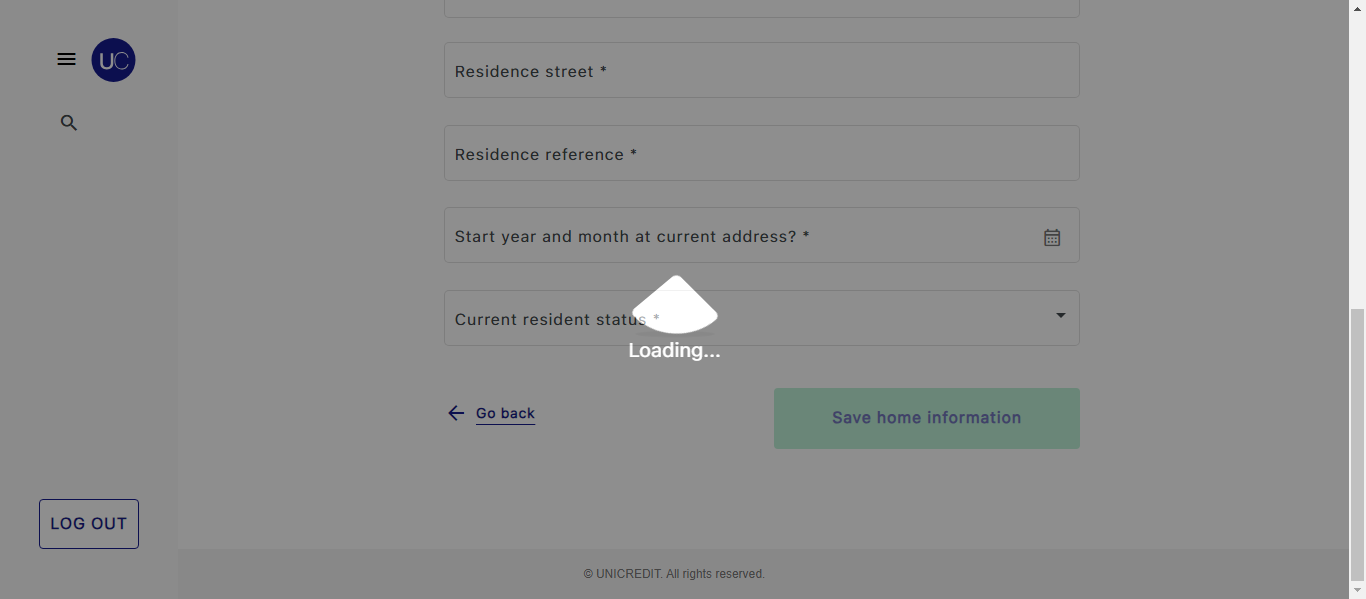 UC
Residence street *
Residence reference *
Start year and month at current address? *
Current resident status *
Loading...
Go back
Save home information
LOG OUT
© UNICREDIT. All rights reserved.